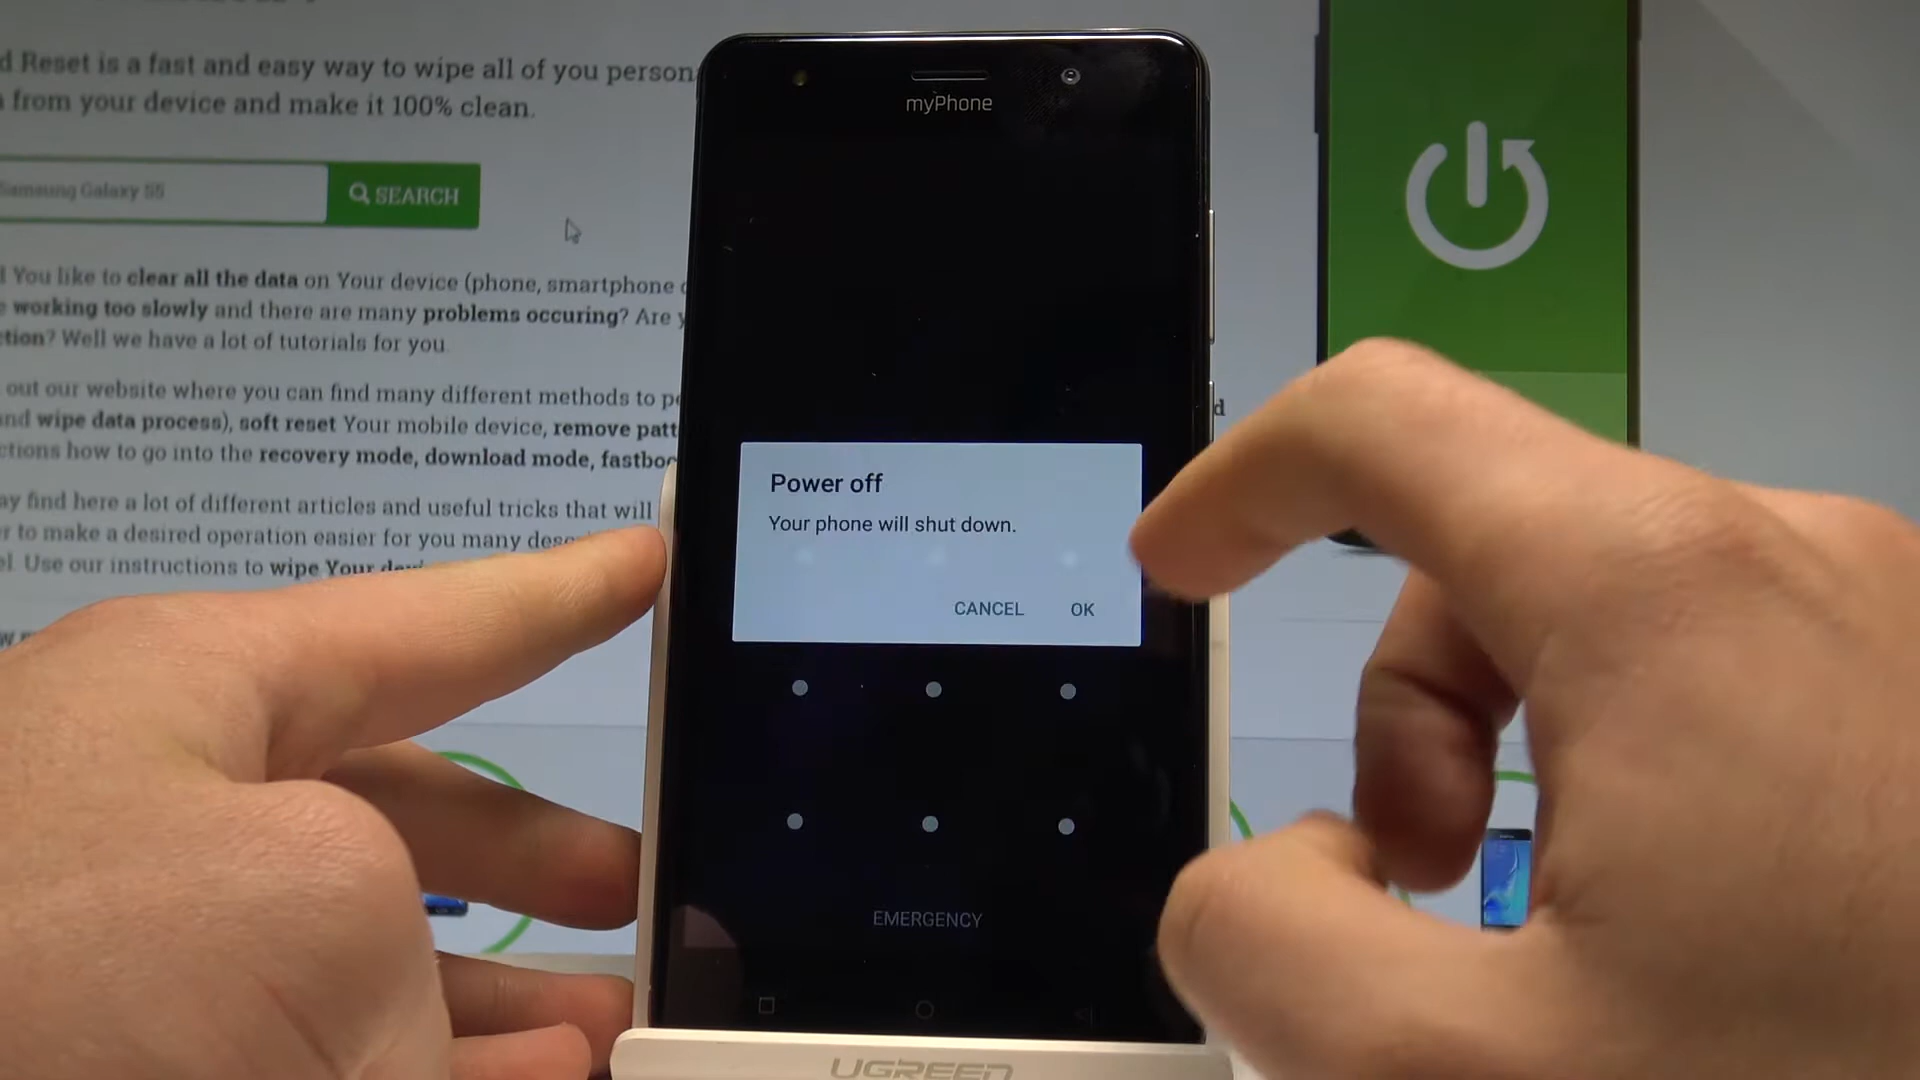 d Reset is a fast and easy way to wipe all of you person
from your device and make it 100% clean.
Samsung Galaxy S5
SEARCH
You like to clear all the data on Your device (phone, smartphone
working too slowly and there are many problems occuring? Are
tion? Well we have a lot of tutorials for you.
out our website where you can find many different methods to
and wipe data process), soft reset Your mobile device, remove patt
ctions how to go into the recovery mode, download mode, fastboo
ay find here a lot of different articles and useful tricks that will
r to make a desired operation easier for you many
el. Use our instructions to wipe Your
d
myPhone
Power off
Your phone will shut down.
CANCEL OK
EMERGENCY
UGREEN